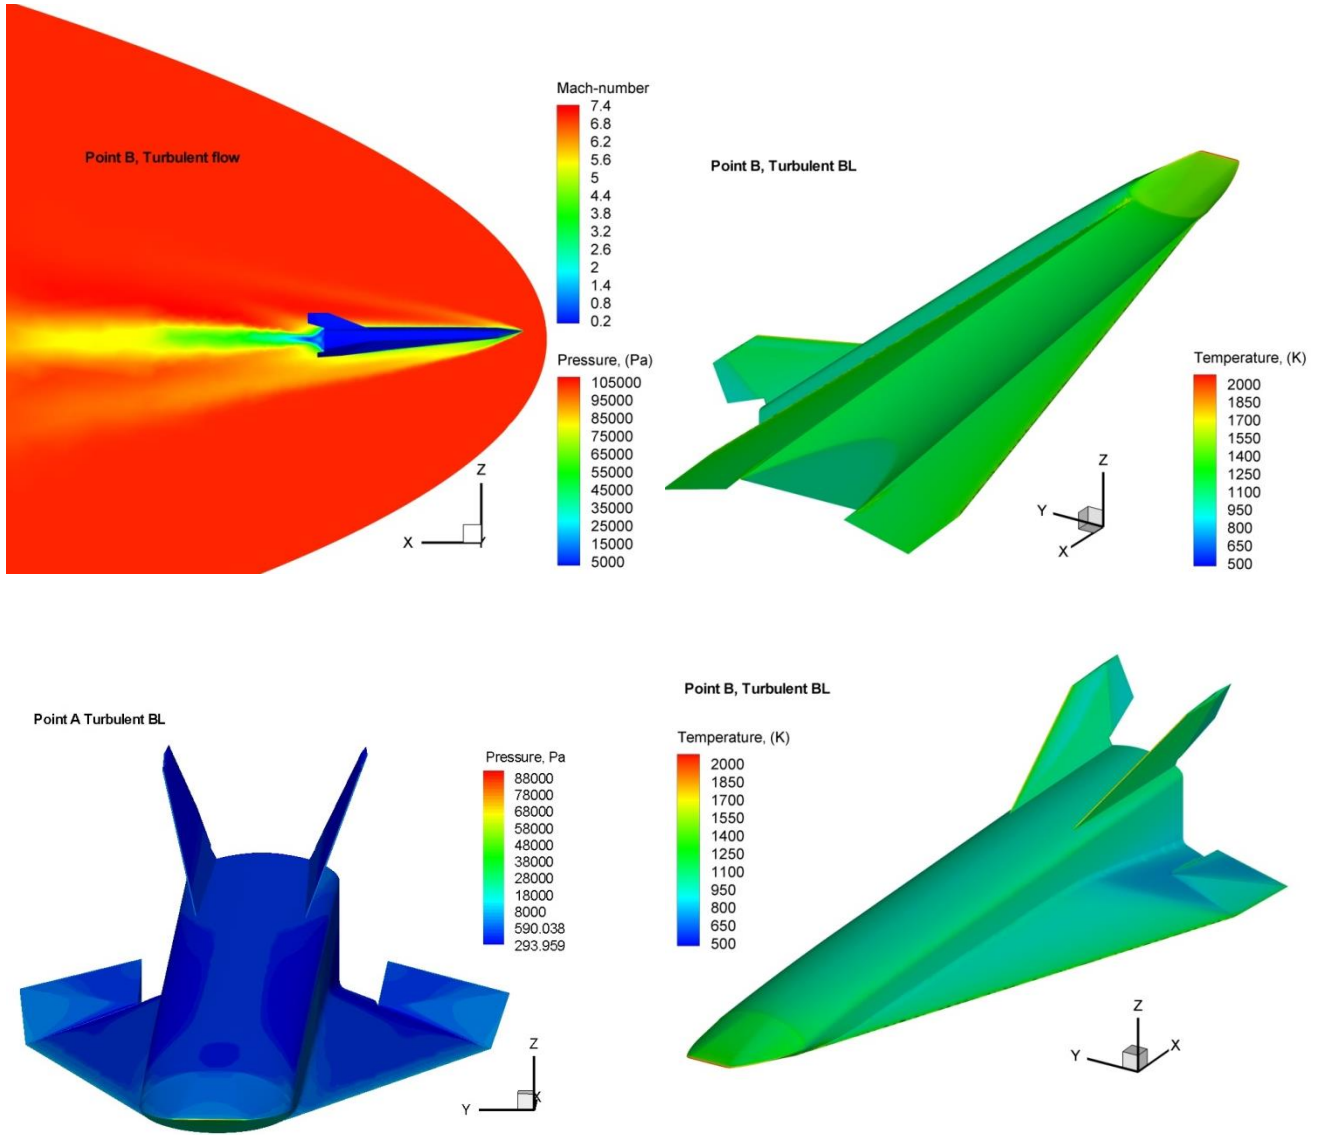 Mach-number
7.4
6.8
6.2
5.6
5
4.4
3.8
3.2
2.6
2
1.4
0.8
0.2
Point B, Turbulent flow
Pressure, (Pa)
105000
95000
85000
75000
65000
55000
45000
35000
25000
15000
5000
Z
X
Y
Point B, Turbulent BL
Temperature, (K)
2000
1850
1700
1550
1400
1250
1100
950
800
650
500
Z
Y
X
Point A Turbulent BL
Pressure, Pa
88000
78000
68000
58000
48000
38000
28000
18000
8000
590.038
293.959
Z
X
Y
Point B, Turbulent BL
Temperature, (K)
2000
1850
1700
1550
1400
1250
1100
950
800
650
500
Z
X
Y